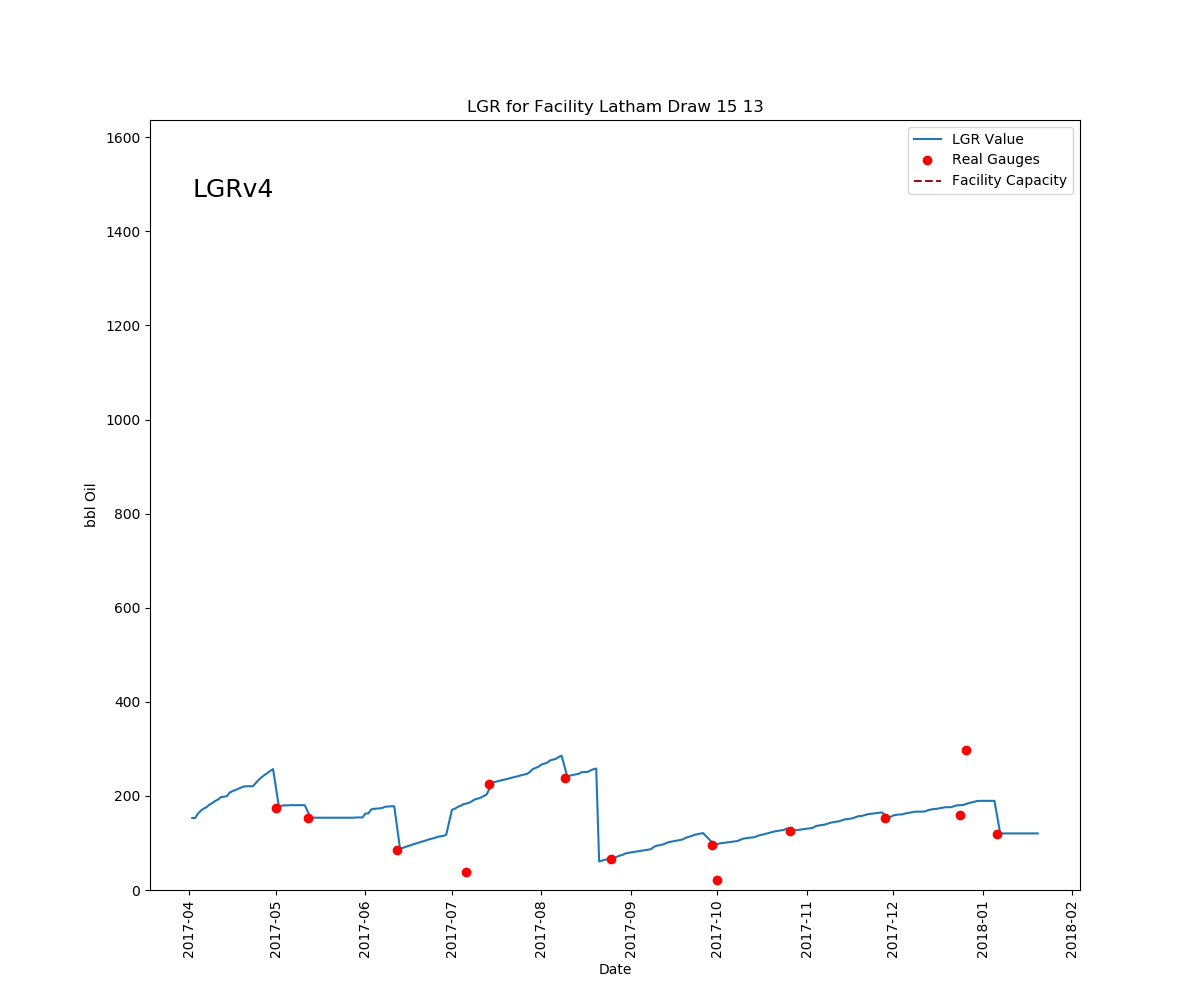 LGR for Facility Latham Draw 15 13
LGRv4
LGR Value
Real Gauges
Facility Capacity
bbl Oil
1600
1400
1200
1000
800
600
400
200
0
2017-04
2017-05
2017-06
2017-07
2017-08
2017-09
2017-10
2017-11
2017-12
2018-01
2018-02
Date